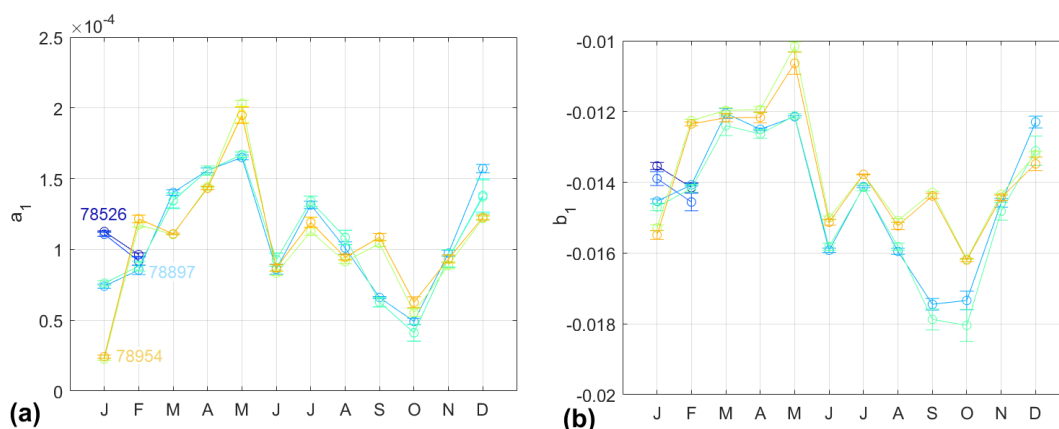 ×10⁻⁴
2.5
2
1.5
1
0.5
0
a₁
78526
78897
78954
J F M A M J J A S O N D
(a)
-0.01
-0.012
-0.014
-0.016
-0.018
-0.02
b₁
J F M A M J J A S O N D
(b)